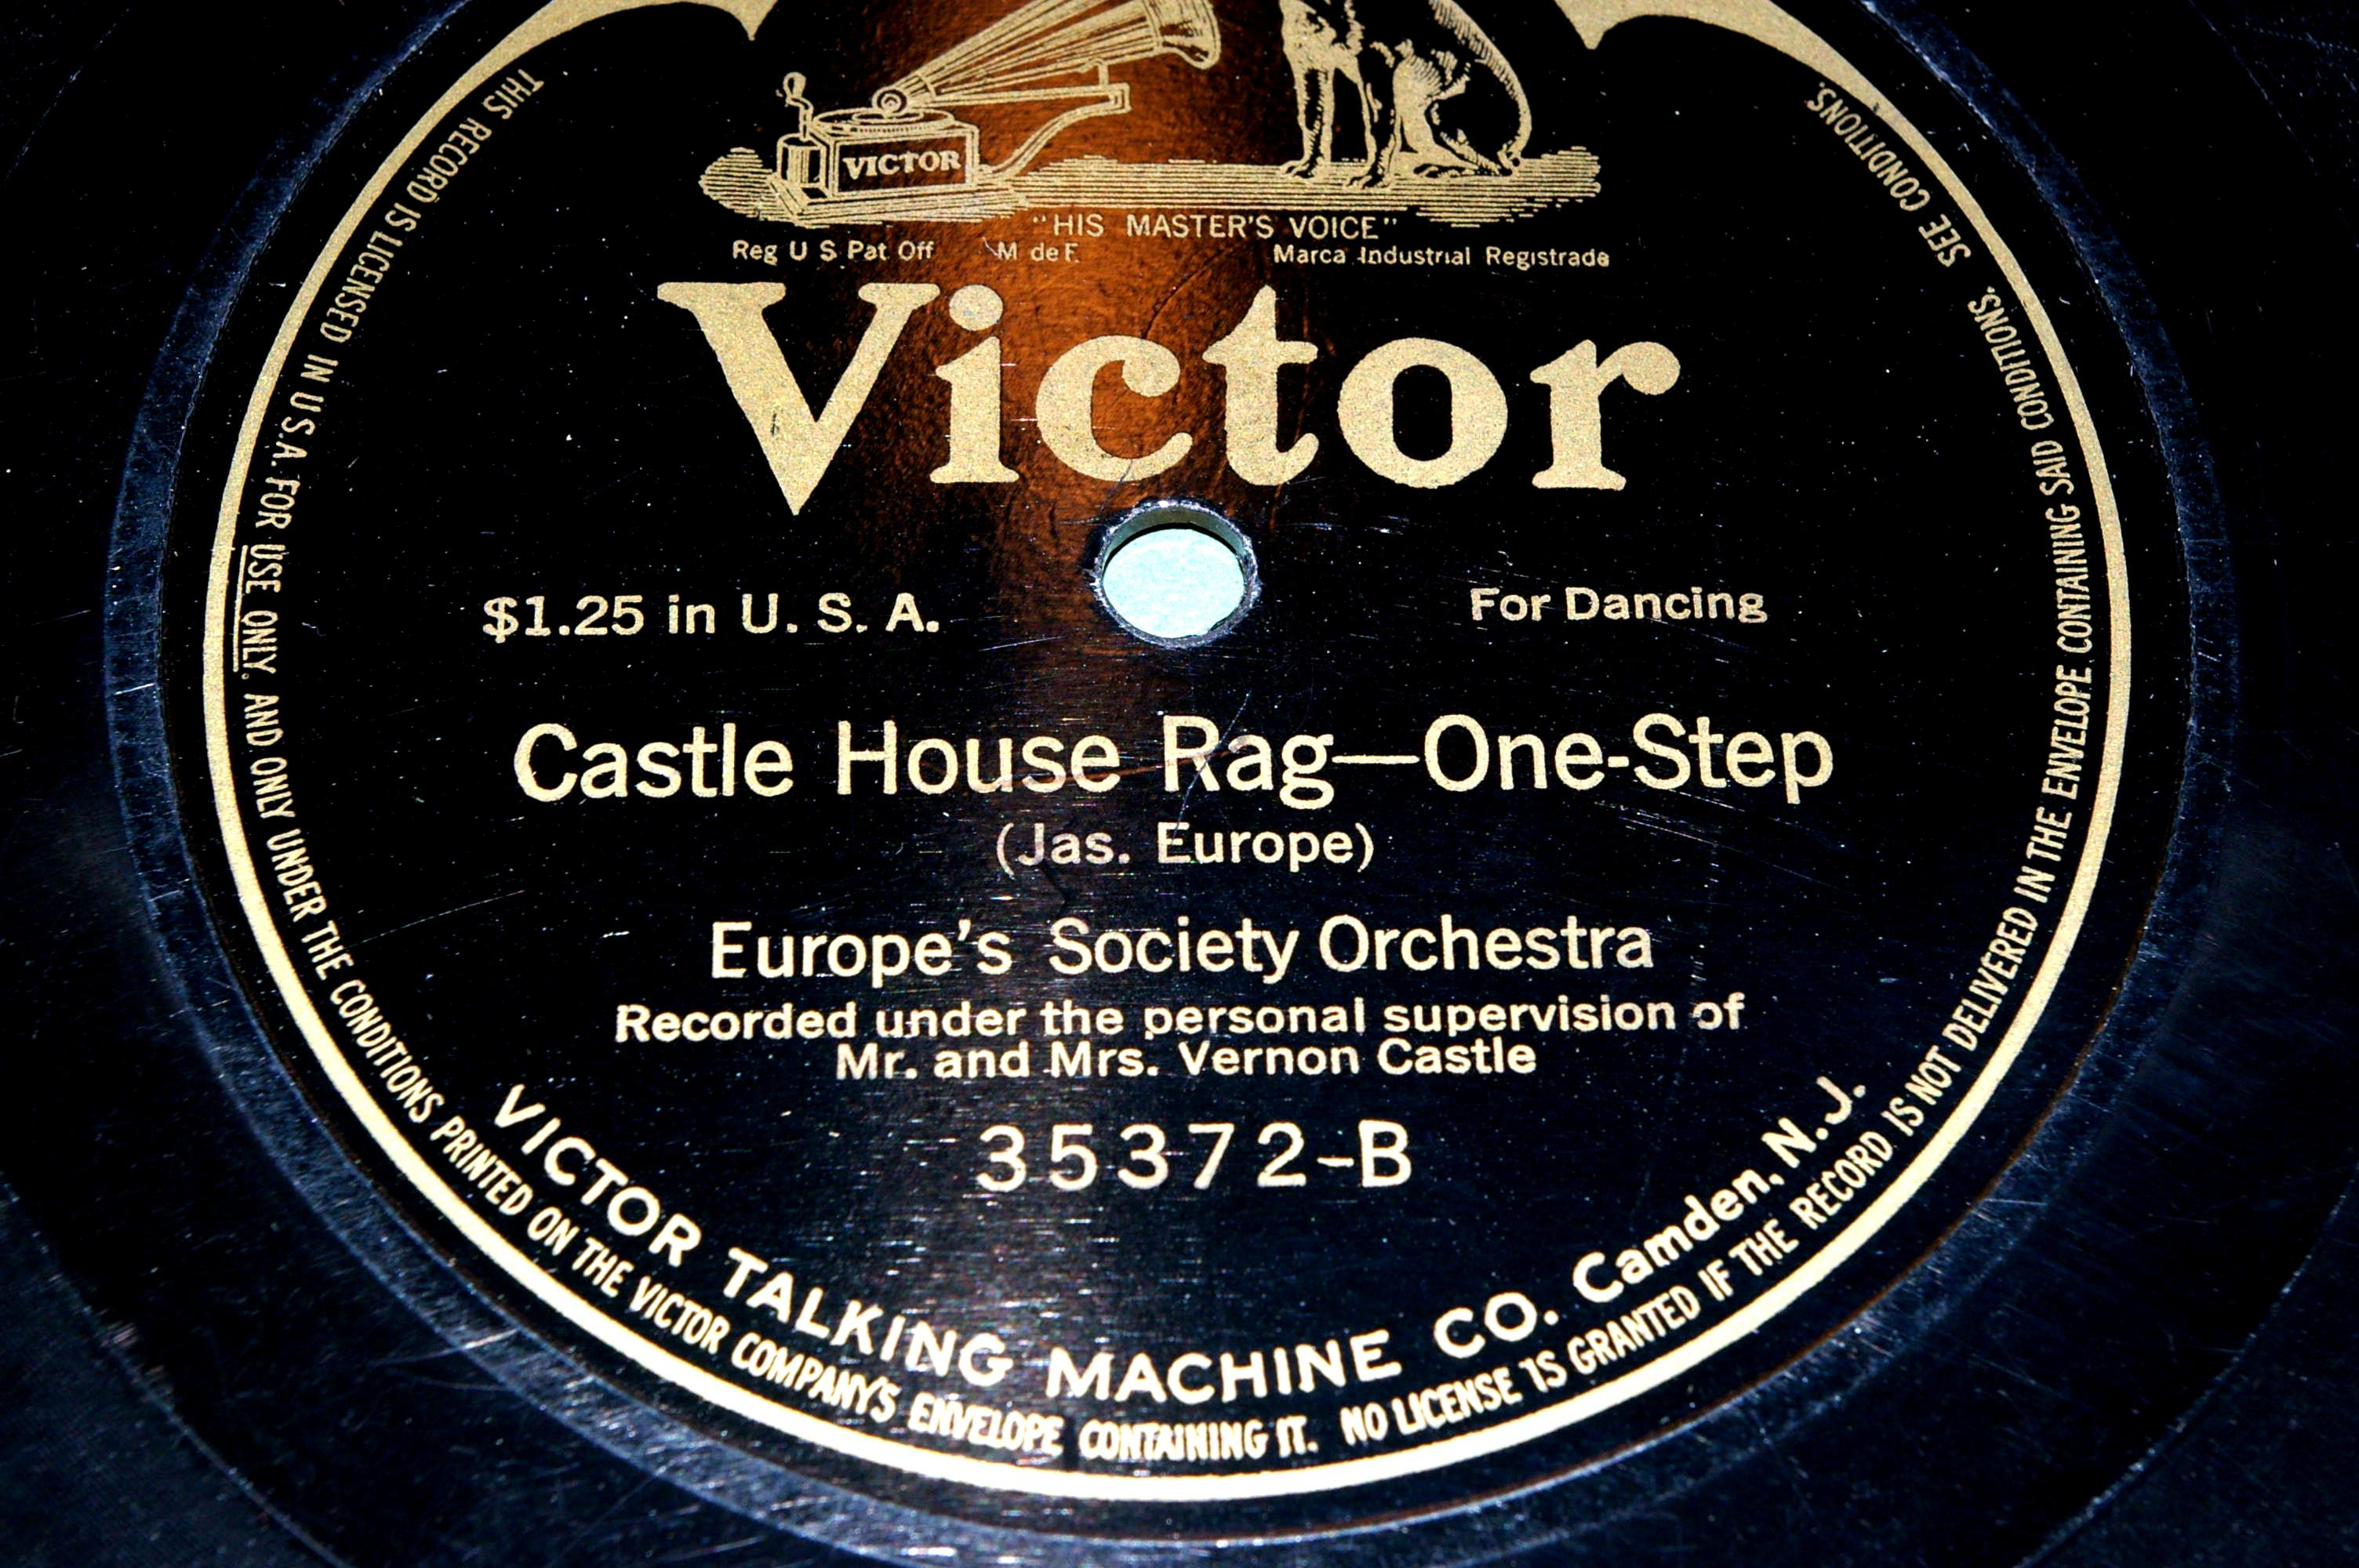 VICTOR
"HIS MASTER'S VOICE"
Reg U S Pat Off M de F. Marca Industrial Registrada
Victor
$1.25 in U. S. A. For Dancing
Castle House Rag—One-Step
(Jas. Europe)
Europe's Society Orchestra
Recorded under the personal supervision of
Mr. and Mrs. Vernon Castle
35372-B
VICTOR TALKING MACHINE CO. Camden, N. J.
THIS RECORD IS LICENSED IN U.S.A. FOR USE ONLY, AND ONLY UNDER THE CONDITIONS PRINTED ON THE VICTOR COMPANY'S ENVELOPE CONTAINING IT. NO LICENSE IS GRANTED IF THE RECORD IS NOT DELIVERED IN THE ENVELOPE CONTAINING SAID CONDITIONS. SEE CONDITIONS.